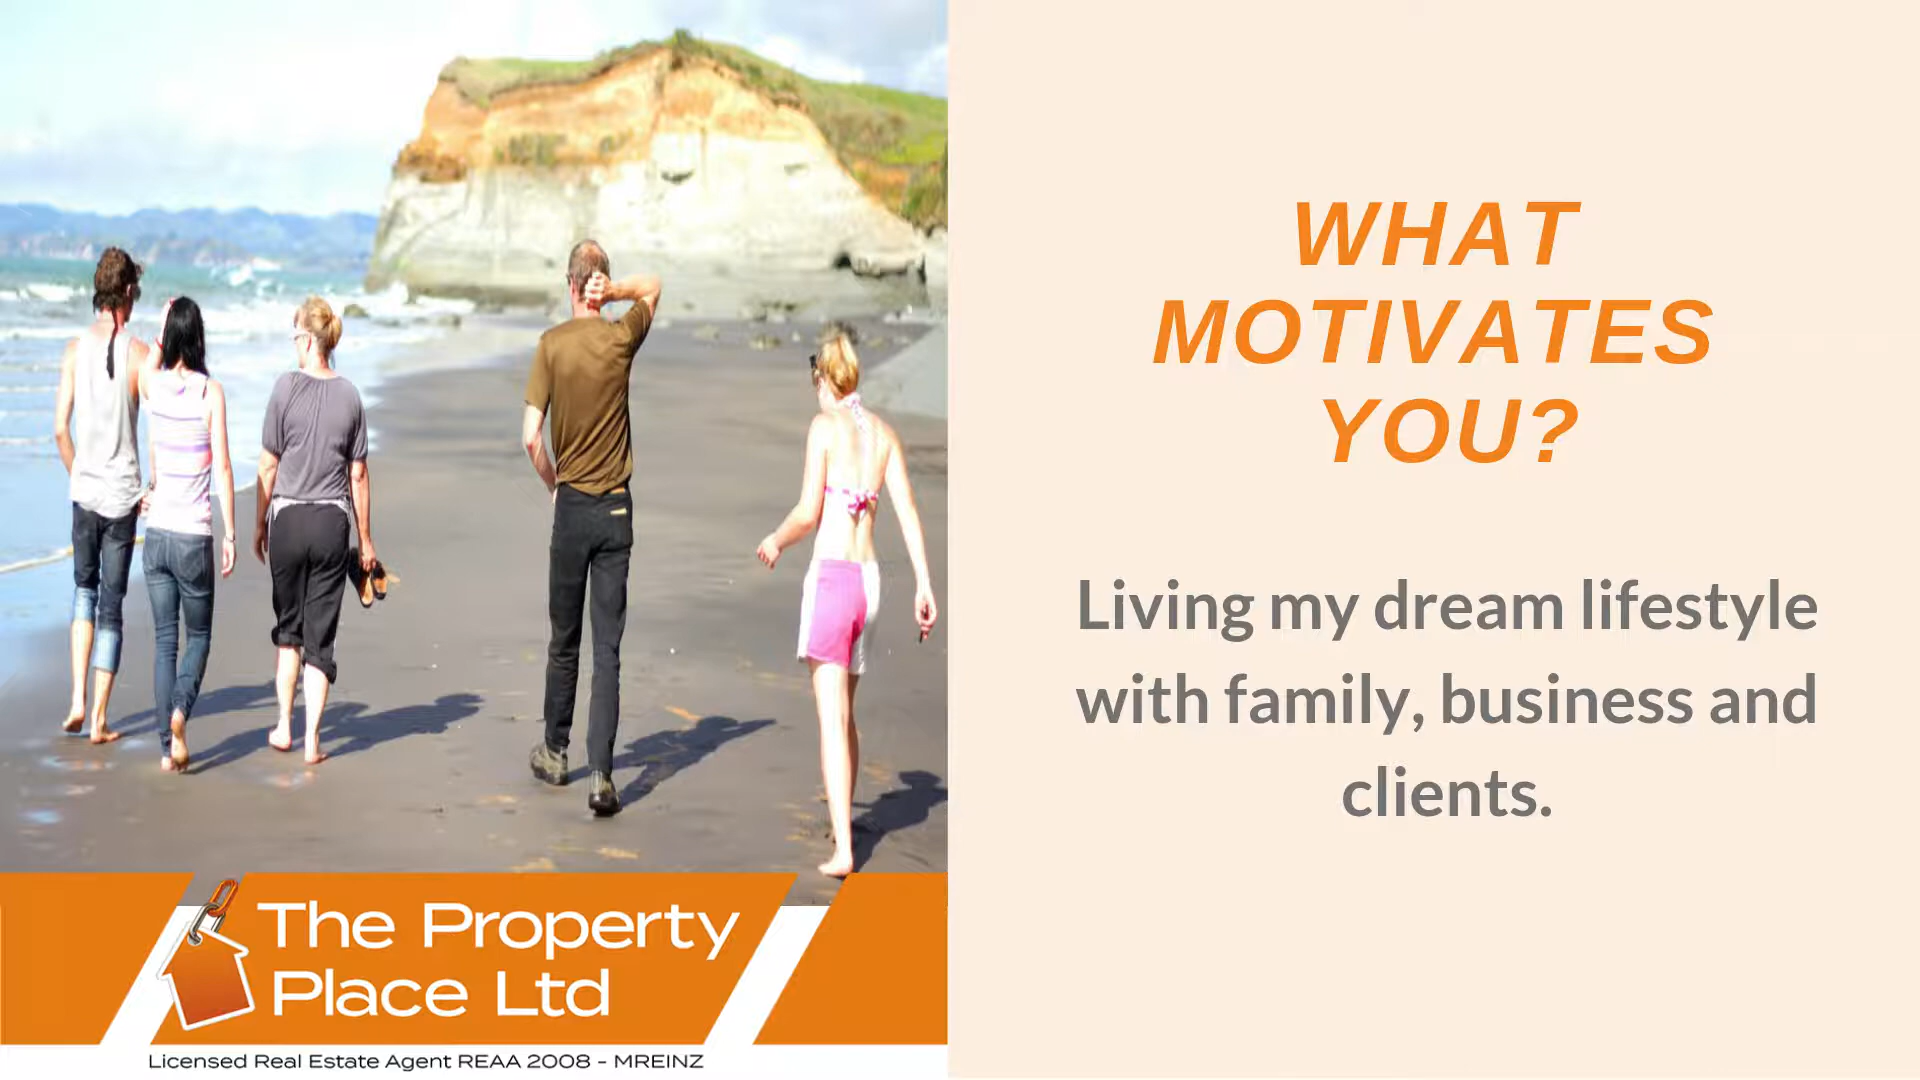 WHAT
MOTIVATES
YOU?
Living my dream lifestyle
with family, business and
clients.
The Property
Place Ltd
Licensed Real Estate Agent REAA 2008 - MREINZ